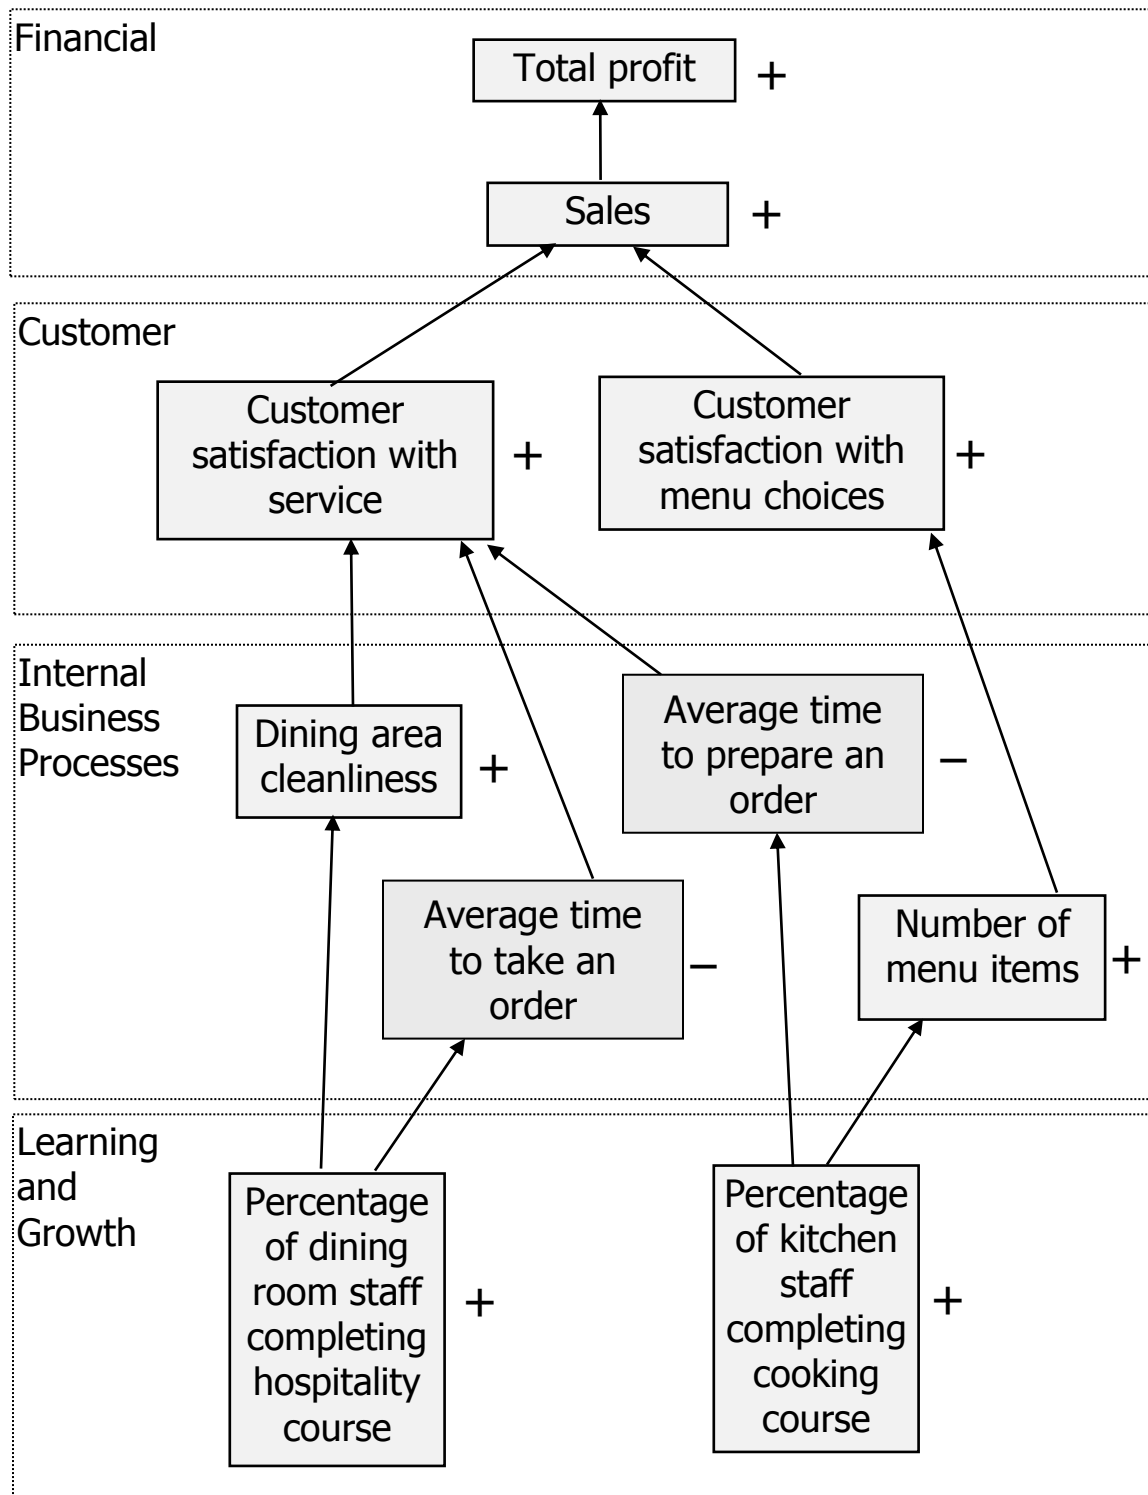 Financial
Total profit
+
Sales
+
Customer
Customer
satisfaction with
service
+
Customer
satisfaction with
menu choices
+
Internal
Business
Processes
Dining area
cleanliness
+
Average time
to prepare an
order
–
Average time
to take an
order
–
Number of
menu items
+
Learning
and
Growth
Percentage
of dining
room staff
completing
hospitality
course
+
Percentage
of kitchen
staff
completing
cooking
course
+